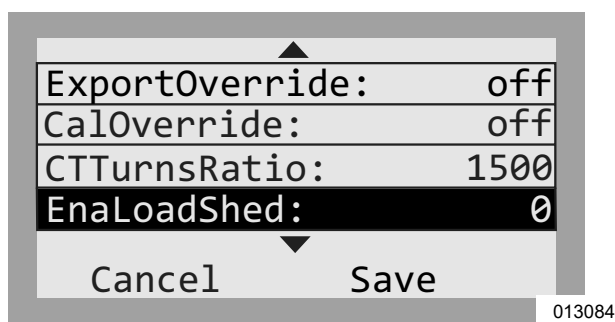 ExportOverride: off
CalOverride: off
CTTurnsRatio: 1500
EnaLoadShed: 0
Cancel Save
013084